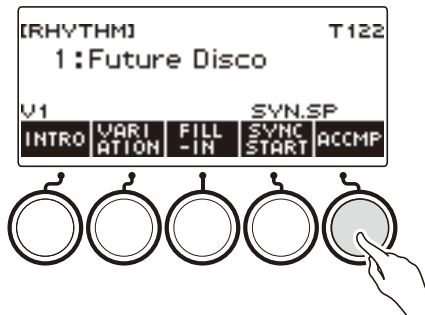 [RHYTHM] T122
1:Future Disco
V1 SYN.SP
INTRO VARI FILL SYNC ACCMP
ATION -IN START